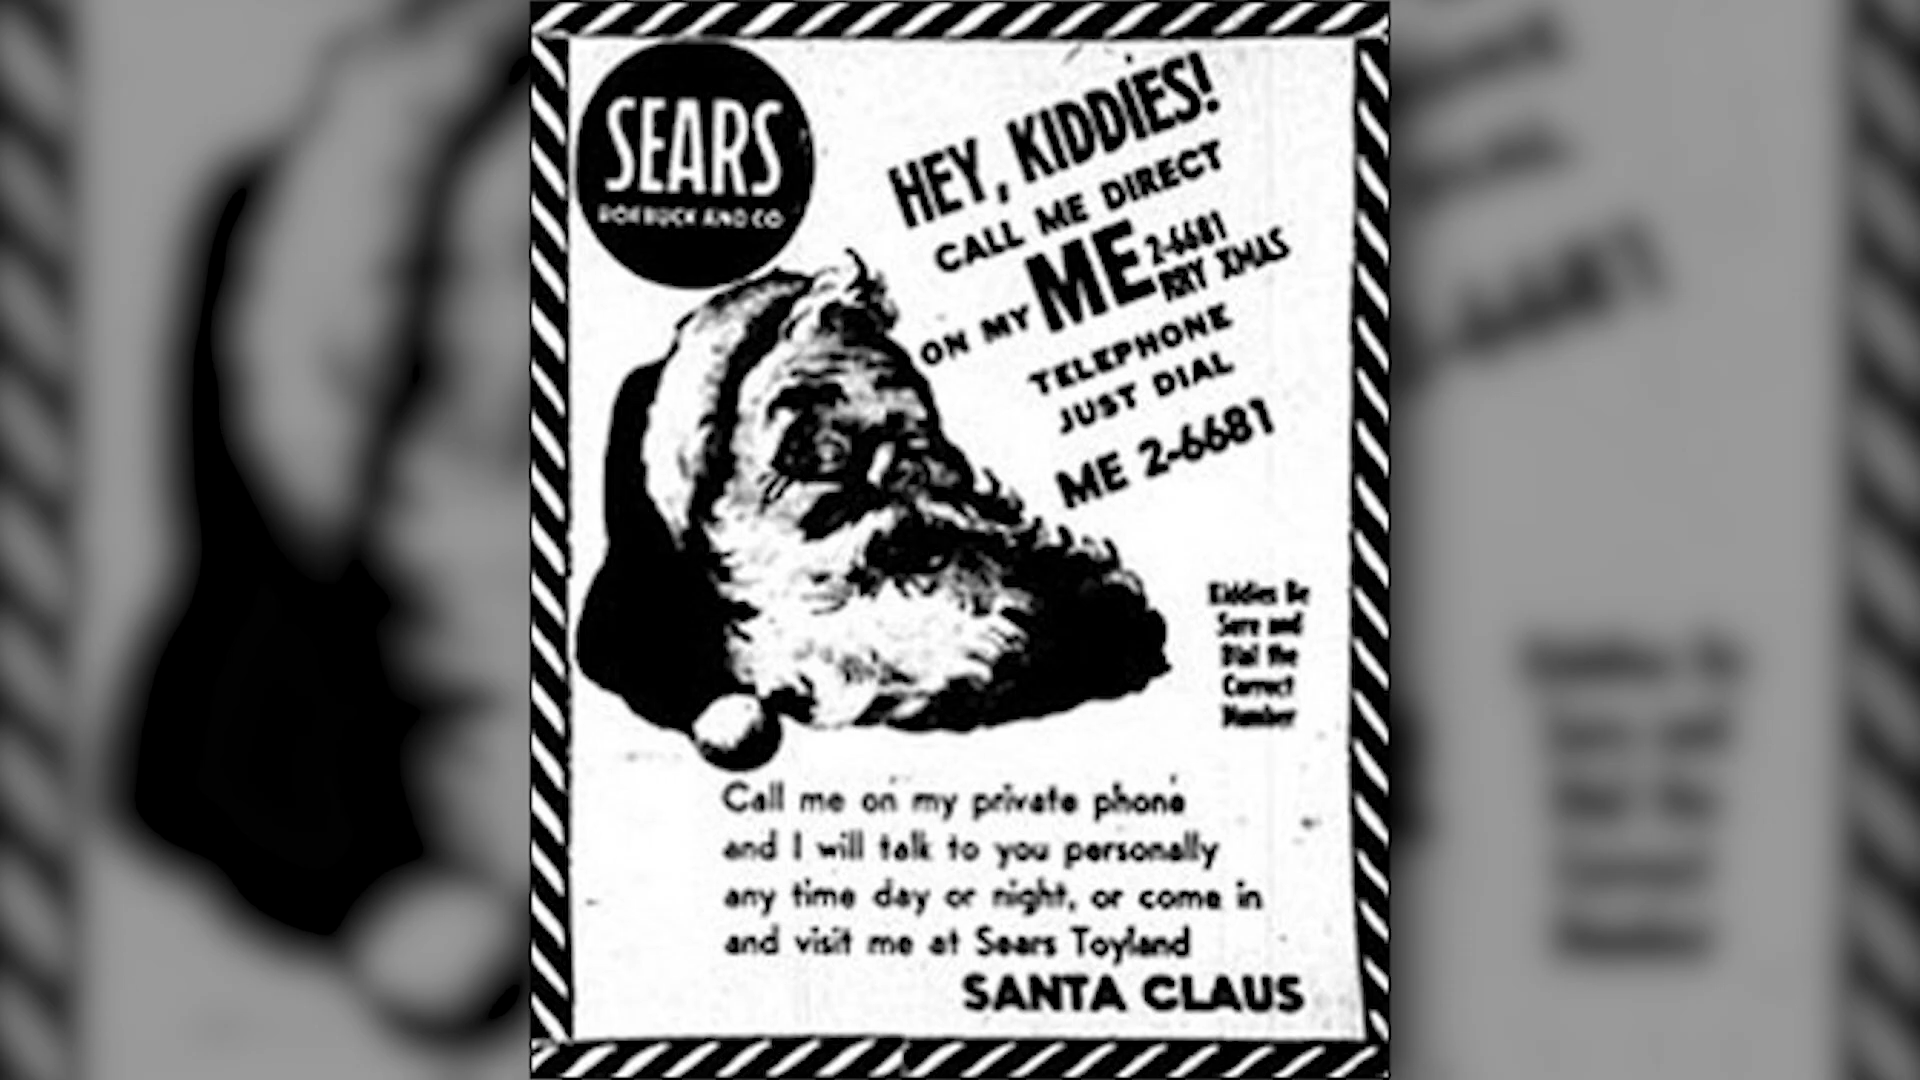 SEARS
ROEBUCK AND CO
HEY, KIDDIES!
CALL ME DIRECT
ON MY ME 2-6681
RRY XMAS
TELEPHONE
JUST DIAL
ME 2-6681
Kiddies Be
Sure and
Dial the
Correct
Number
Call me on my private phone
and I will talk to you personally
any time day or night, or come in
and visit me at Sears Toyland
SANTA CLAUS